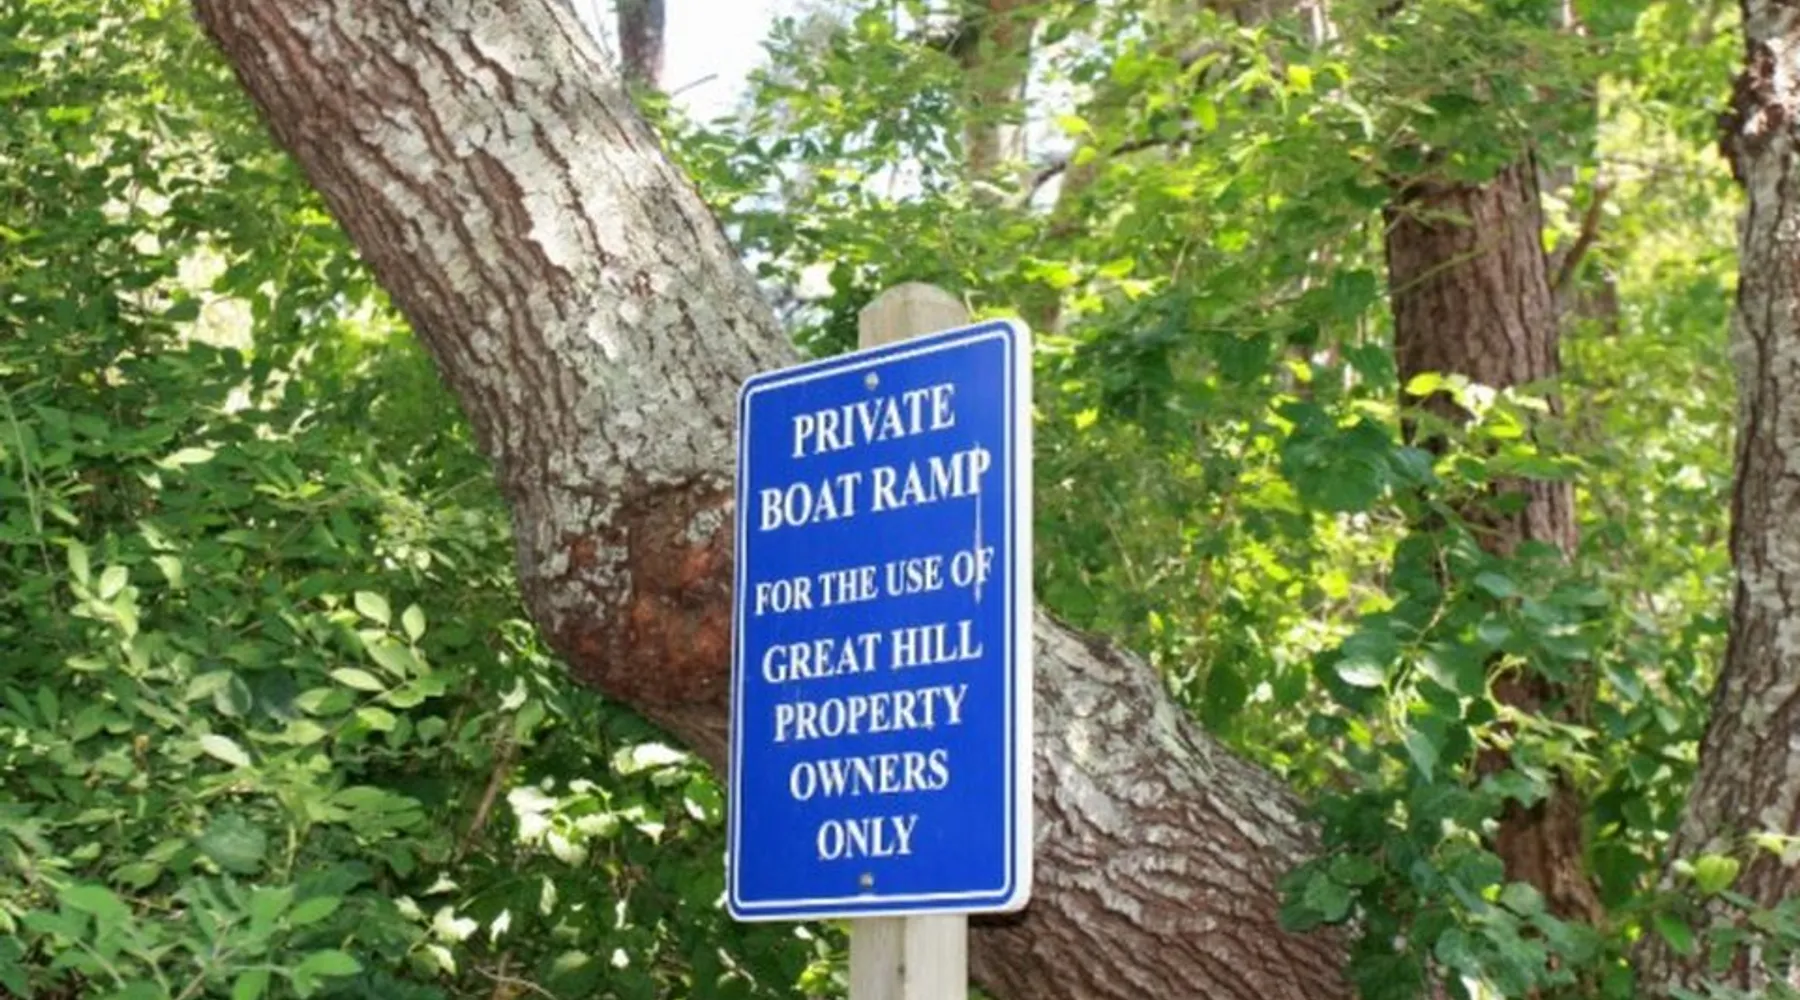 PRIVATE
BOAT RAMP
FOR THE USE OF
GREAT HILL
PROPERTY
OWNERS
ONLY